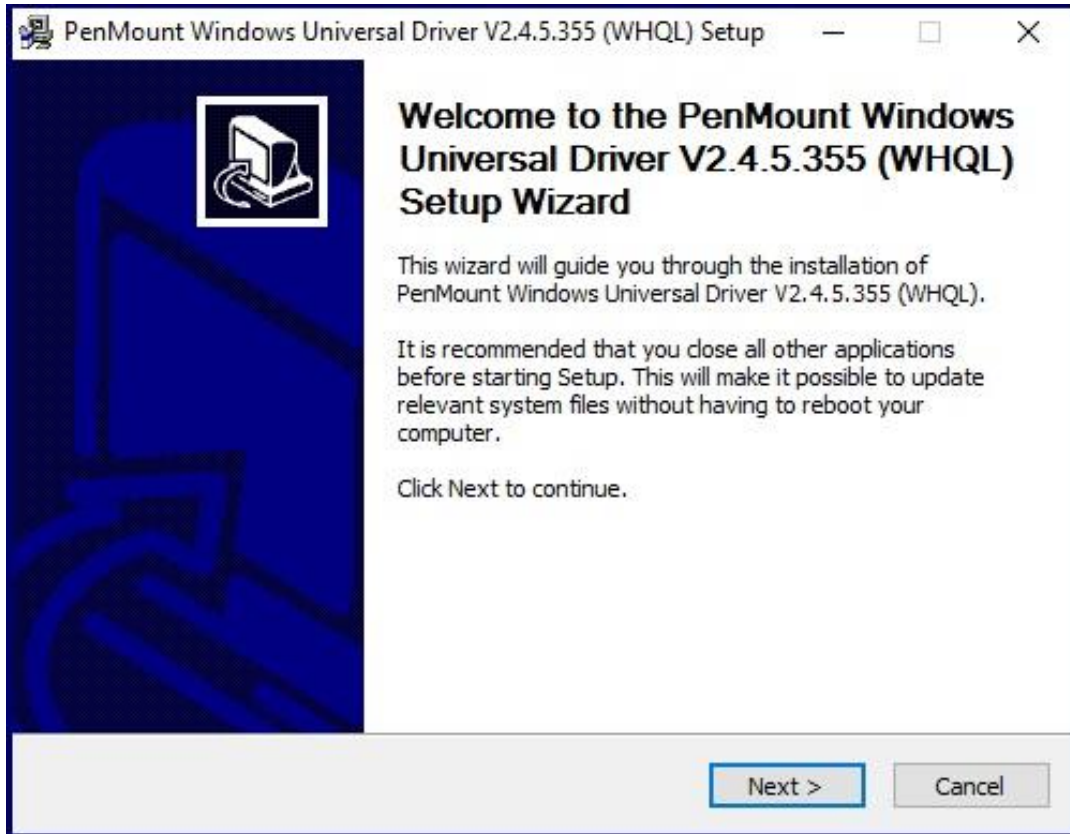 PenMount Windows Universal Driver V2.4.5.355 (WHQL) Setup
Welcome to the PenMount Windows
Universal Driver V2.4.5.355 (WHQL)
Setup Wizard
This wizard will guide you through the installation of
PenMount Windows Universal Driver V2.4.5.355 (WHQL).
It is recommended that you close all other applications
before starting Setup. This will make it possible to update
relevant system files without having to reboot your
computer.
Click Next to continue.
Next >
Cancel